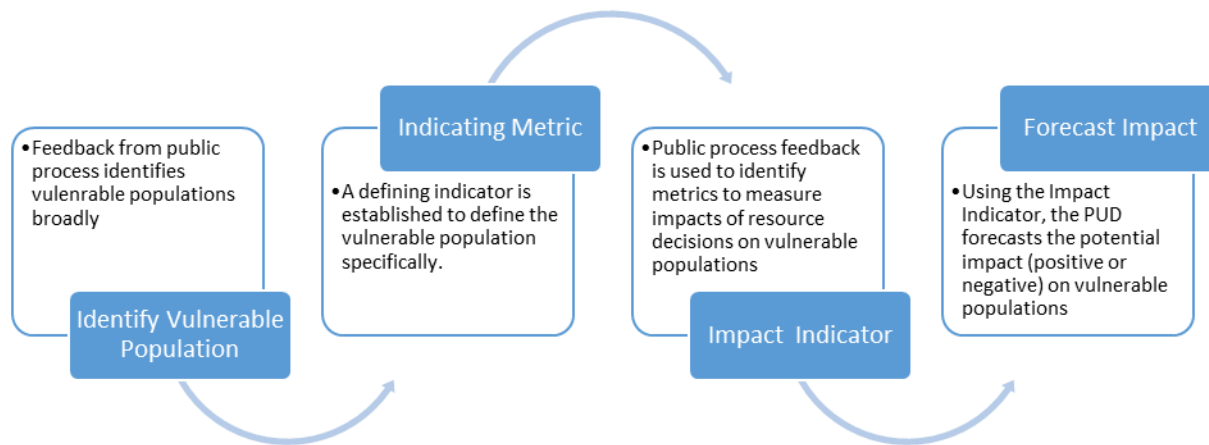 •Feedback from public
process identifies
vulenrable populations
broadly
Identify Vulnerable
Population
Indicating Metric
•A defining indicator is
established to define the
vulnerable population
specifically.
•Public process feedback
is used to identify
metrics to measure
impacts of resource
decisions on vulnerable
populations
Impact Indicator
Forecast Impact
•Using the Impact
Indicator, the PUD
forecasts the potential
impact (positive or
negative) on vulnerable
populations